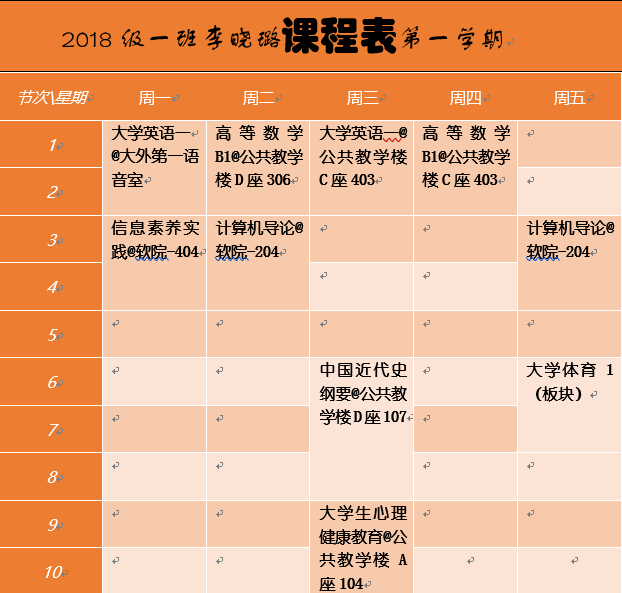 2018级一班李晓璐课程表第一学期
节次\星期 周一 周二 周三 周四 周五
1
大学英语一
@大外第一语
音室
高等数学
B1@公共教学
楼D座306
大学英语一@
公共教学楼
C座403
高等数学
B1@公共教学
楼C座403
2
3
信息素养实
践@软院-404
计算机导论@
软院-204
计算机导论@
软院-204
4
5
6
中国近代史
纲要@公共教
学楼D座107
大学体育1
（板块）
7
8
9
大学生心理
健康教育@公
共教学楼A
座104
10